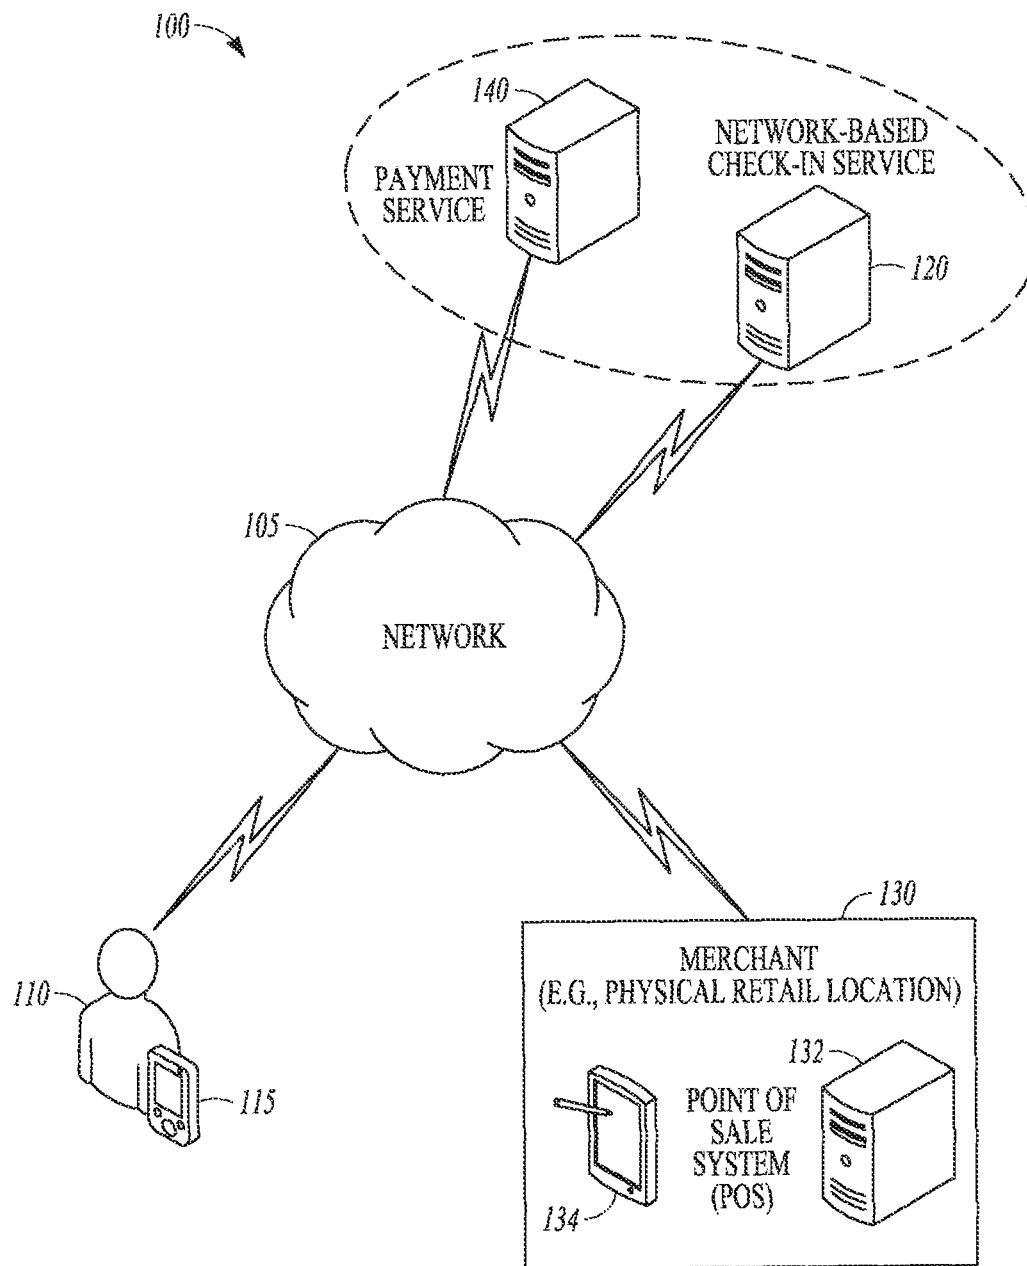 100
140
NETWORK-BASED
CHECK-IN SERVICE
PAYMENT
SERVICE
120
105
NETWORK
130
MERCHANT
(E.G., PHYSICAL RETAIL LOCATION)
110
115
132
POINT OF
SALE
SYSTEM
(POS)
134